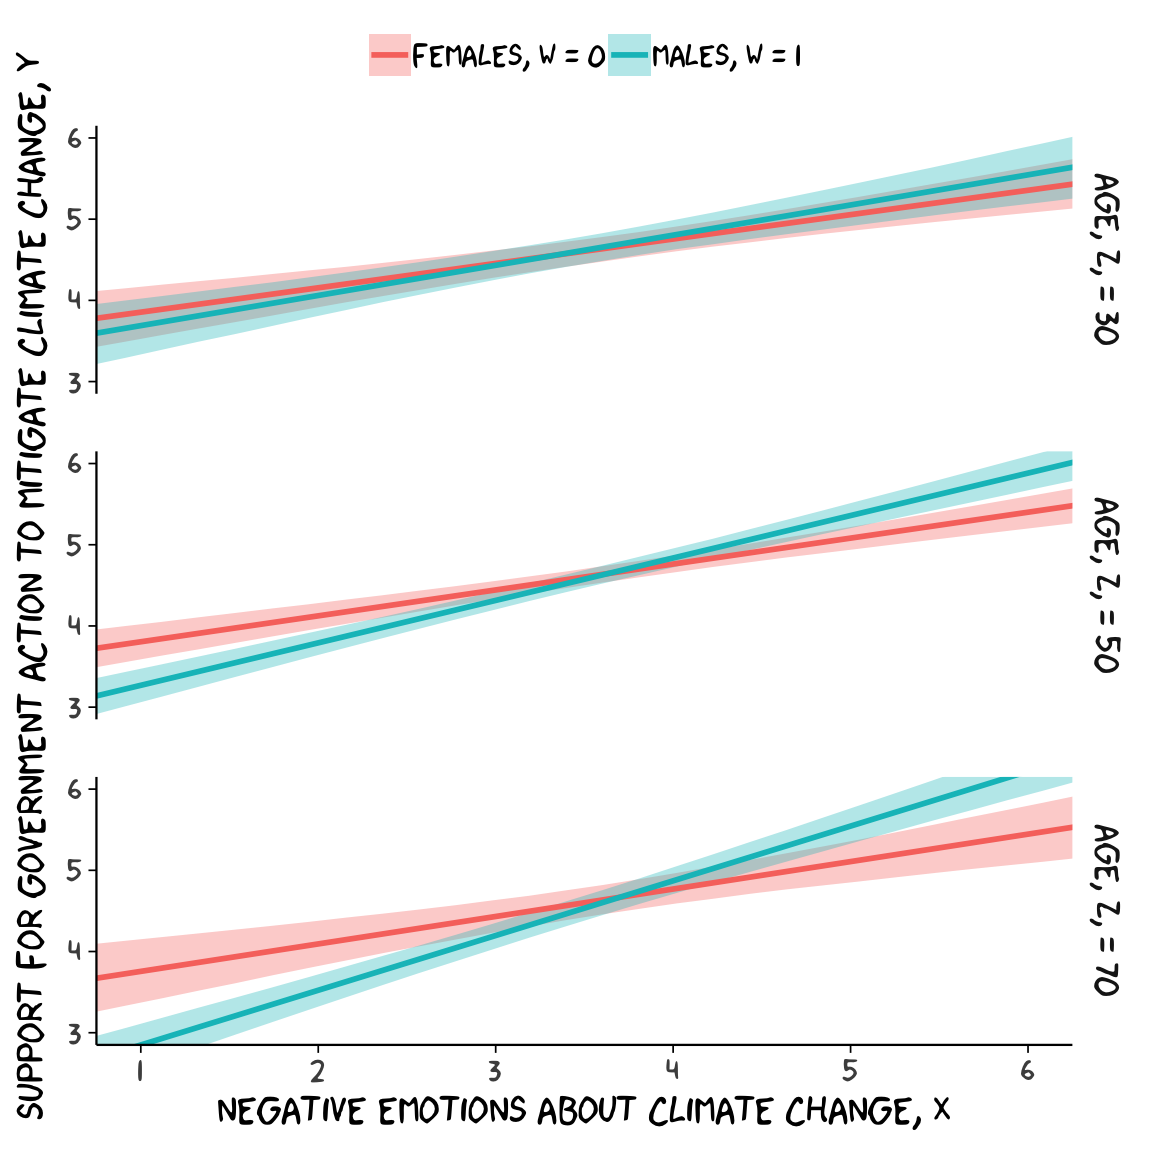 FEMALES, W = 0 MALES, W = 1
SUPPORT FOR GOVERNMENT ACTION TO MITIGATE CLIMATE CHANGE, Y
6
5
4
3
AGE, Z, = 30
6
5
4
3
AGE, Z, = 50
6
5
4
3
AGE, Z, = 70
1 2 3 4 5 6
NEGATIVE EMOTIONS ABOUT CLIMATE CHANGE, X